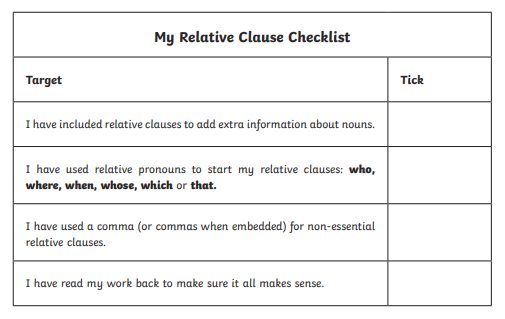 My Relative Clause Checklist
Target
Tick
I have included relative clauses to add extra information about nouns.
I have used relative pronouns to start my relative clauses: who,
where, when, whose, which or that.
I have used a comma (or commas when embedded) for non-essential
relative clauses.
I have read my work back to make sure it all makes sense.